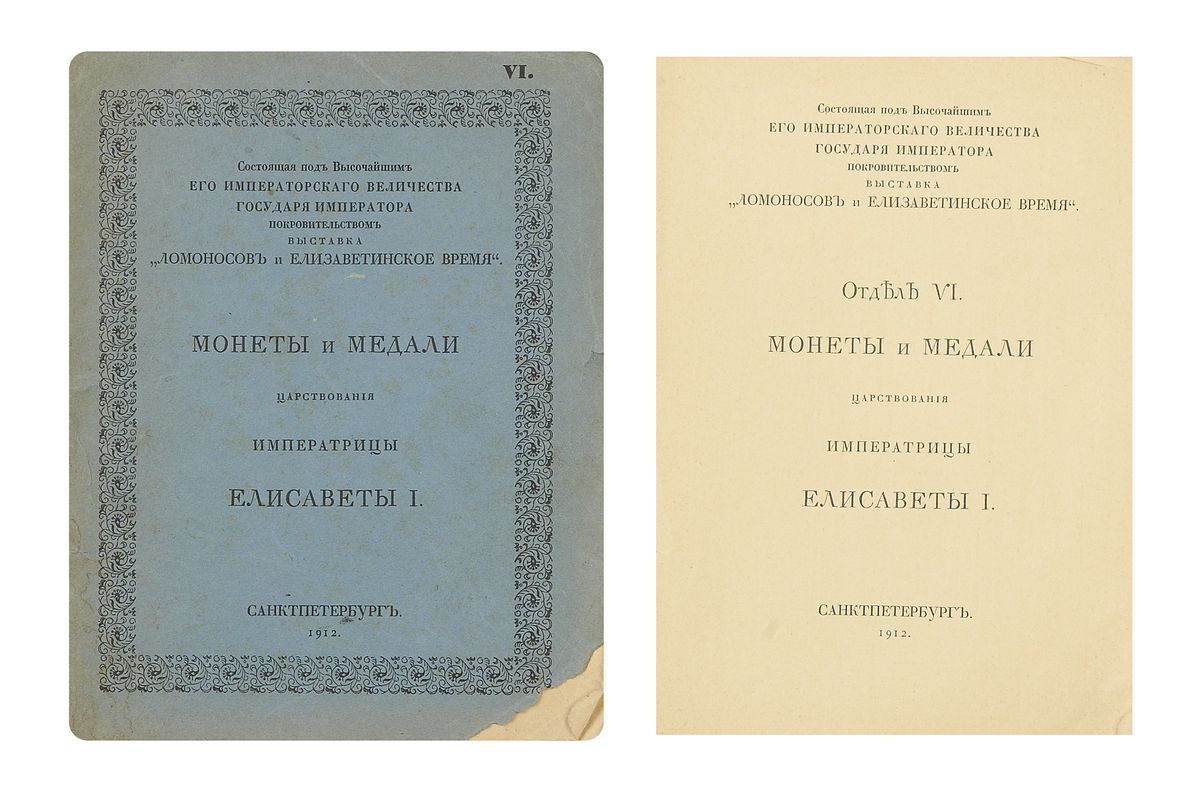 VI.
Состоящая подъ Высочайшимъ
ЕГО ИМПЕРАТОРСКАГО ВЕЛИЧЕСТВА
ГОСУДАРЯ ИМПЕРАТОРА
ПОКРОВИТЕЛЬСТВОМЪ
ВЫСТАВКА
„ЛОМОНОСОВЪ и ЕЛИЗАВЕТИНСКОЕ ВРЕМЯ“.
МОНЕТЫ и МЕДАЛИ
ЦАРСТВОВАНІЯ
ИМПЕРАТРИЦЫ
ЕЛИСАВЕТЫ I.
САНКТПЕТЕРБУРГЪ.
1912.
Состоящая подъ Высочайшимъ
ЕГО ИМПЕРАТОРСКАГО ВЕЛИЧЕСТВА
ГОСУДАРЯ ИМПЕРАТОРА
ПОКРОВИТЕЛЬСТВОМЪ
ВЫСТАВКА
„ЛОМОНОСОВЪ и ЕЛИЗАВЕТИНСКОЕ ВРЕМЯ“.
Отдѣлъ VI.
МОНЕТЫ и МЕДАЛИ
ЦАРСТВОВАНІЯ
ИМПЕРАТРИЦЫ
ЕЛИСАВЕТЫ I.
САНКТПЕТЕРБУРГЪ.
1912.